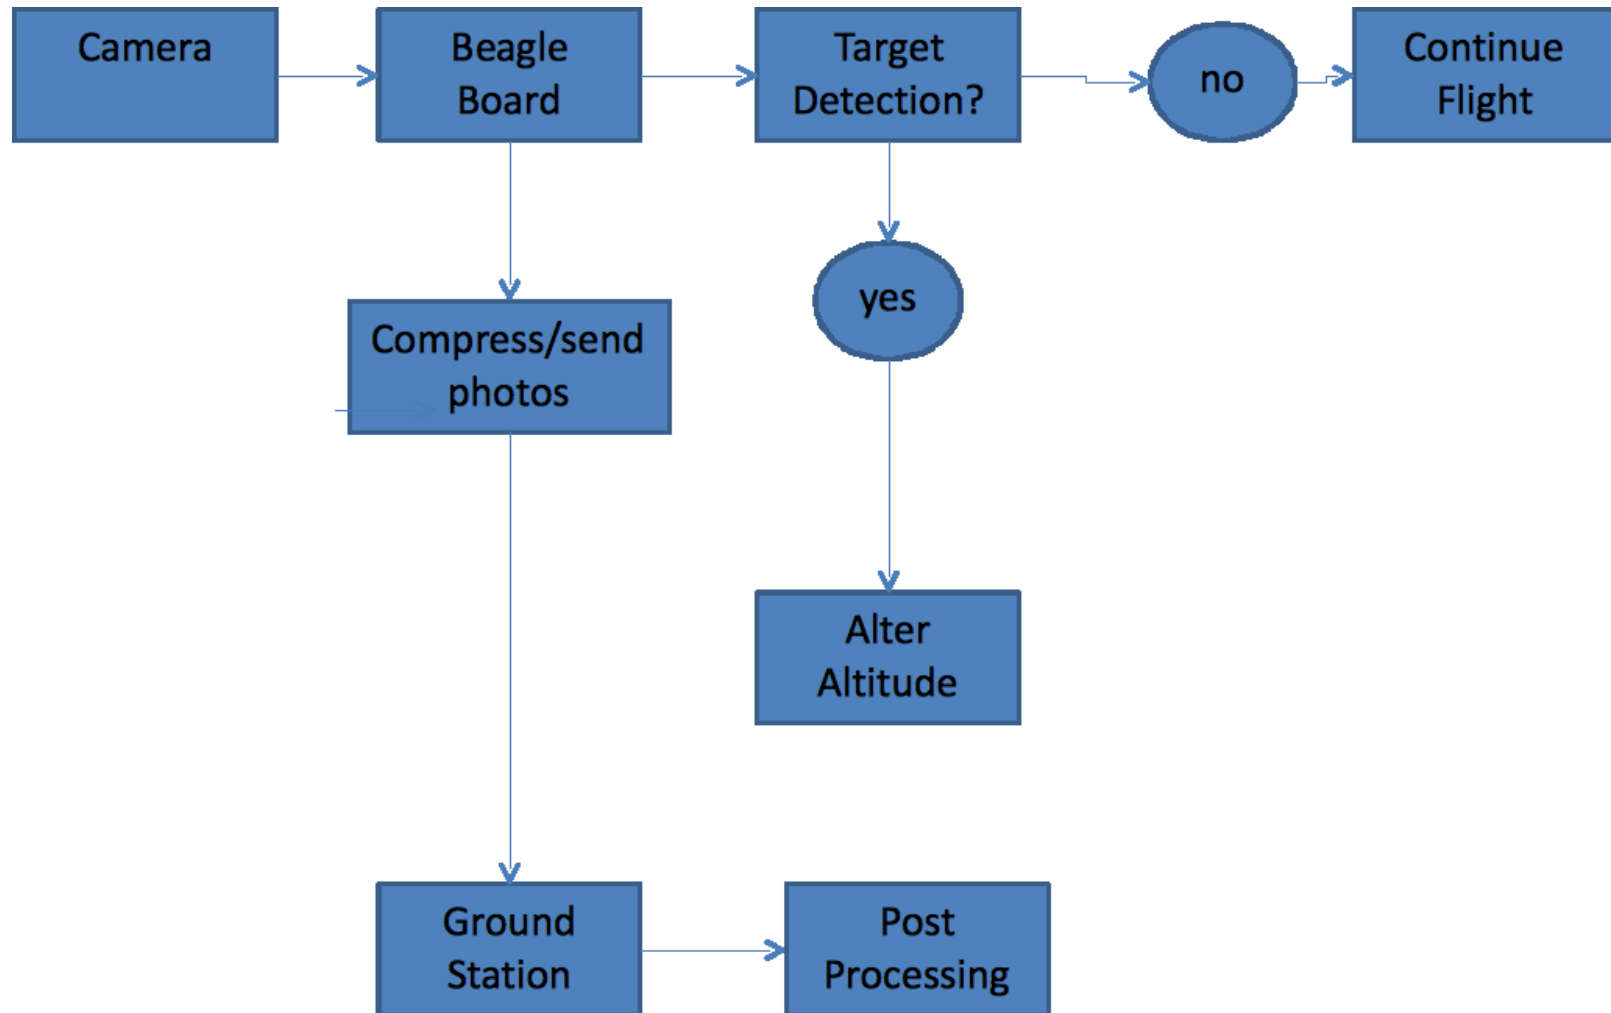 Camera
Beagle
Board
Target
Detection?
no
Continue
Flight
yes
Compress/send
photos
Alter
Altitude
Ground
Station
Post
Processing